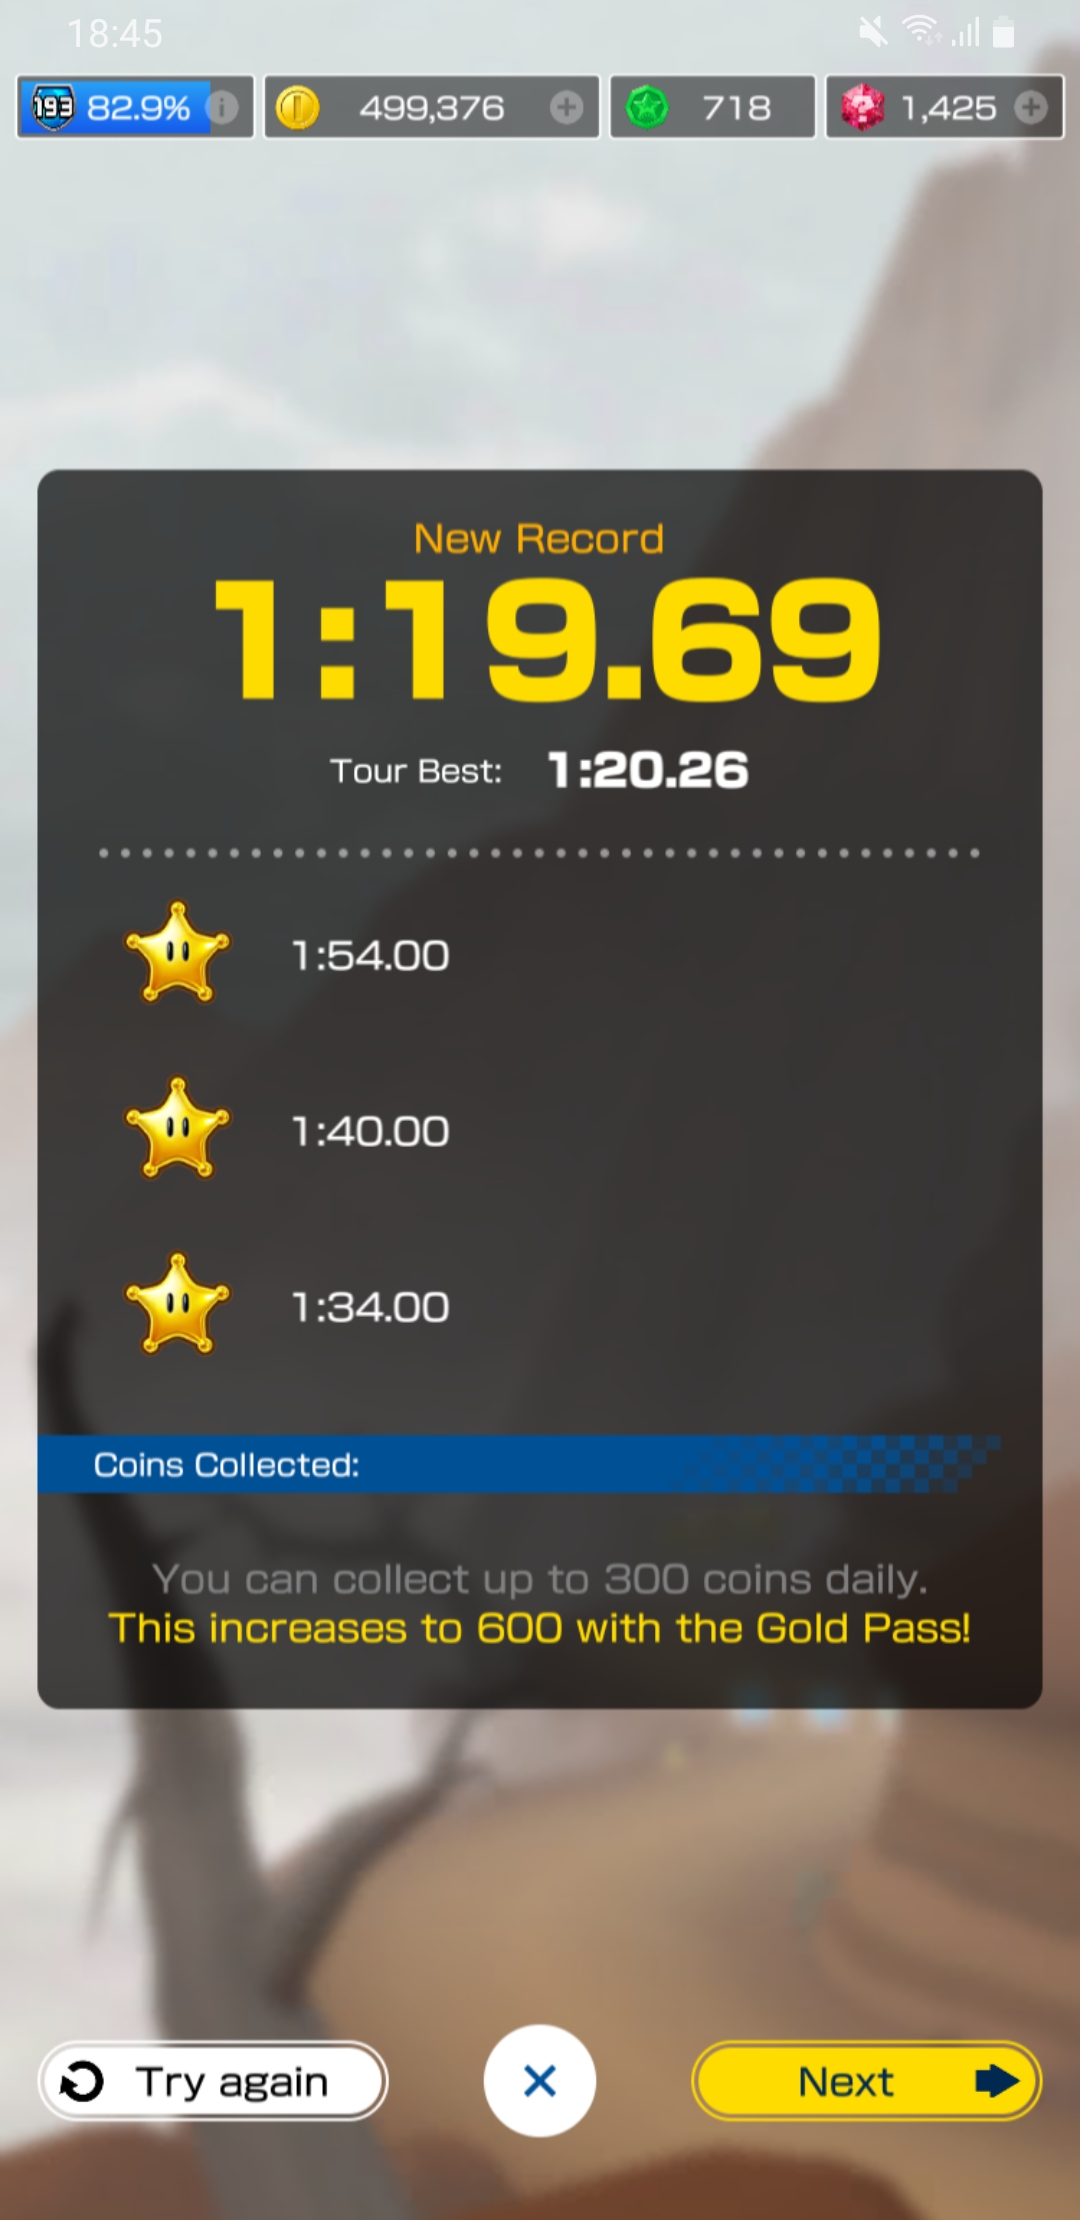 18:45
193 82.9% 499,376 718 1,425
New Record
1:19.69
Tour Best: 1:20.26
1:54.00
1:40.00
1:34.00
Coins Collected:
You can collect up to 300 coins daily.
This increases to 600 with the Gold Pass!
Try again
Next